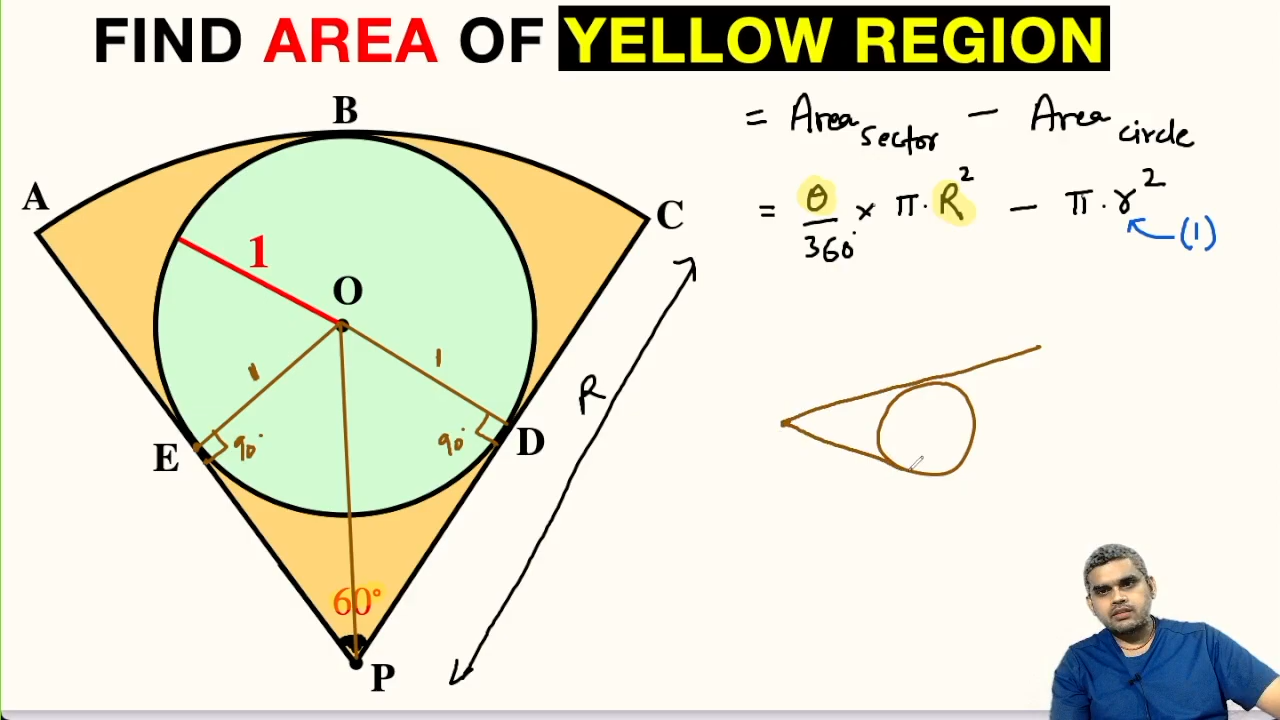 FIND AREA OF YELLOW REGION
B
= Area sector - Area circle
A
C
= θ/360° × π · R² - π · r²
(1)
1
O
1
1
R
90°
90°
E
D
60°
P